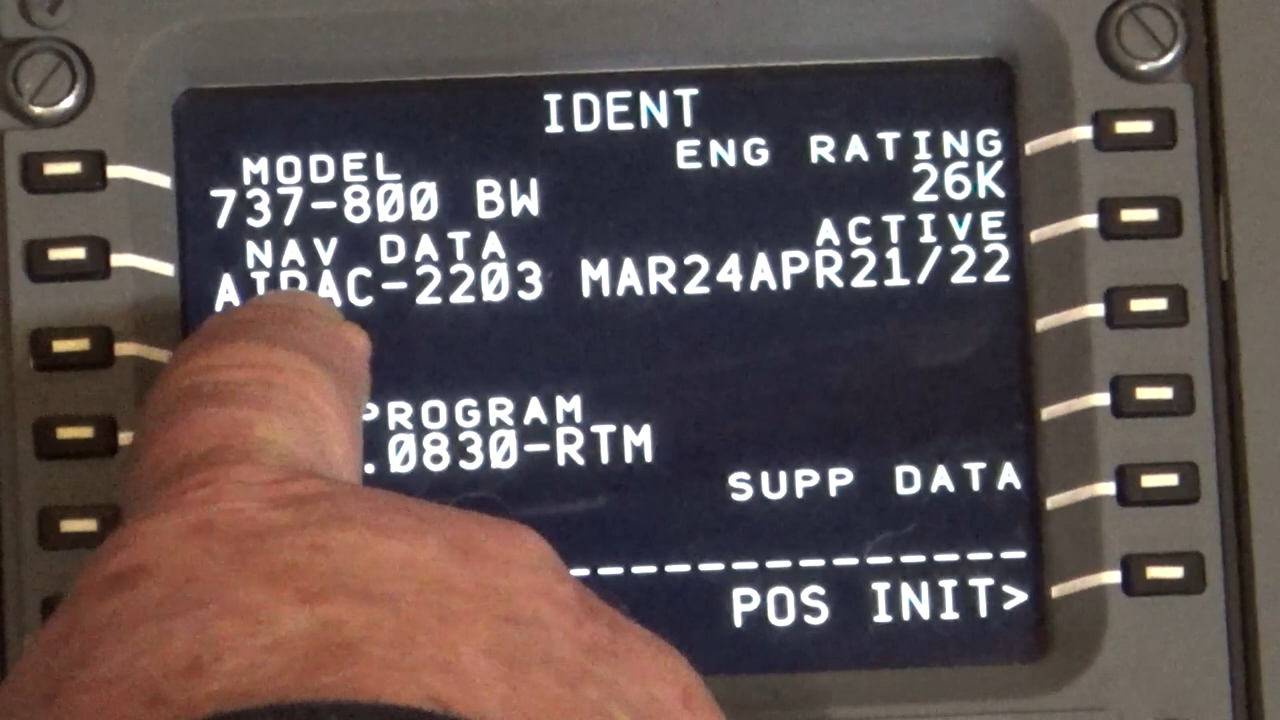 IDENT
MODEL ENG RATING
737-800 BW 26K
NAV DATA ACTIVE
AIRAC-2203 MAR24APR21/22
PROGRAM
.0830-RTM
SUPP DATA
POS INIT>